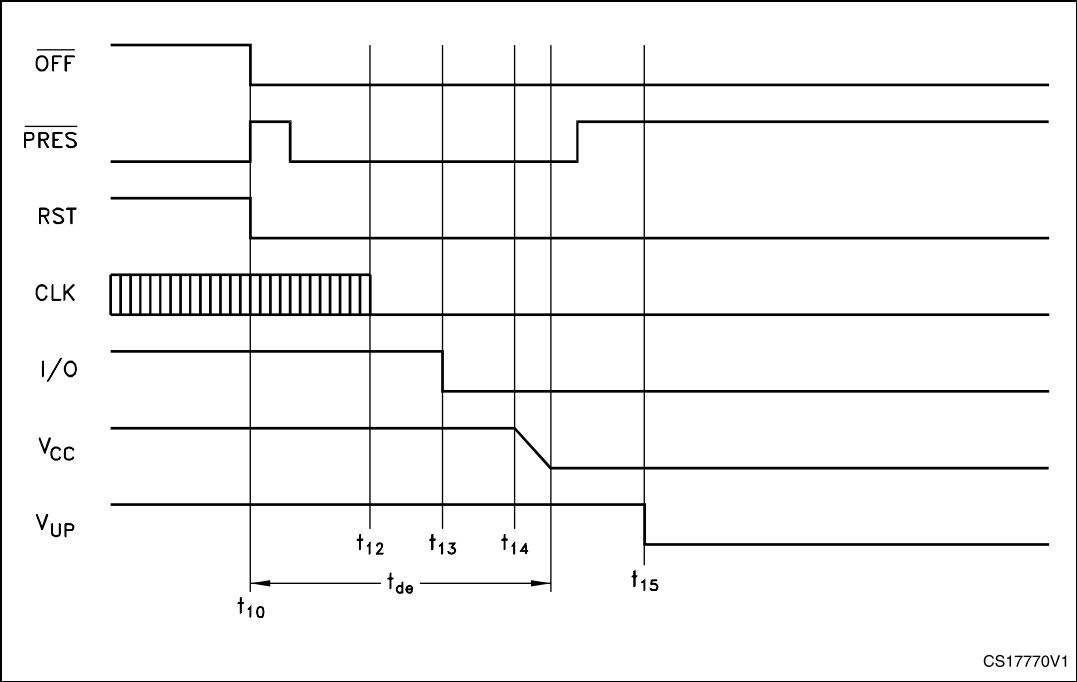 OFF
PRES
RST
CLK
I/O
VCC
VUP
t12 t13 t14
tde
t15
t10
CS17770V1